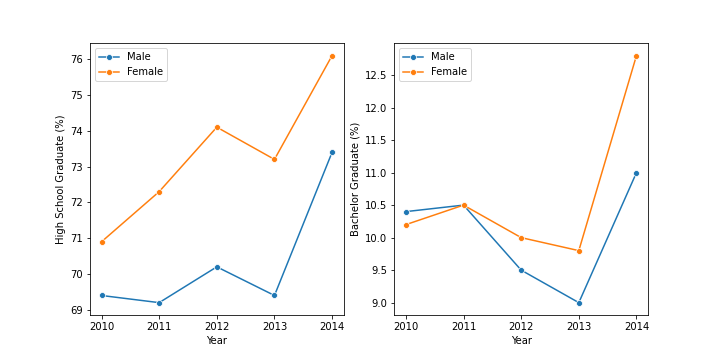 High School Graduate (%)
76
75
74
73
72
71
70
69
Male
Female
2010 2011 2012 2013 2014
Year
Bachelor Graduate (%)
12.5
12.0
11.5
11.0
10.5
10.0
9.5
9.0
Male
Female
2010 2011 2012 2013 2014
Year